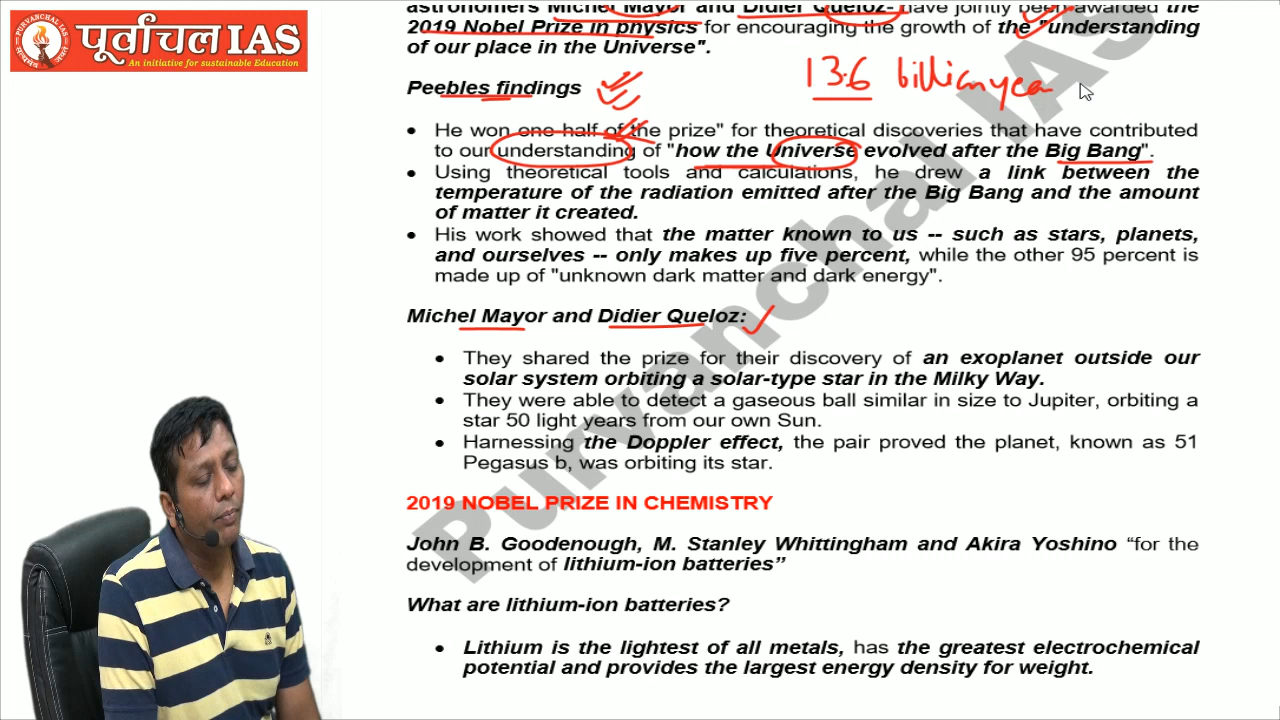 पूर्वांचल IAS
An initiative for sustainable Education
astronomers Michel Mayor and Didier Queloz- have jointly been awarded the
2019 Nobel Prize in physics for encouraging the growth of the "understanding
of our place in the Universe".
13.6 billion year
Peebles findings
• He won one half of the prize" for theoretical discoveries that have contributed
to our understanding of "how the Universe evolved after the Big Bang".
• Using theoretical tools and calculations, he drew a link between the
temperature of the radiation emitted after the Big Bang and the amount
of matter it created.
• His work showed that the matter known to us -- such as stars, planets,
and ourselves -- only makes up five percent, while the other 95 percent is
made up of "unknown dark matter and dark energy".
Michel Mayor and Didier Queloz:
• They shared the prize for their discovery of an exoplanet outside our
solar system orbiting a solar-type star in the Milky Way.
• They were able to detect a gaseous ball similar in size to Jupiter, orbiting a
star 50 light years from our own Sun.
• Harnessing the Doppler effect, the pair proved the planet, known as 51
Pegasus b, was orbiting its star.
2019 NOBEL PRIZE IN CHEMISTRY
John B. Goodenough, M. Stanley Whittingham and Akira Yoshino “for the
development of lithium-ion batteries”
What are lithium-ion batteries?
• Lithium is the lightest of all metals, has the greatest electrochemical
potential and provides the largest energy density for weight.
Purvanchal IAS